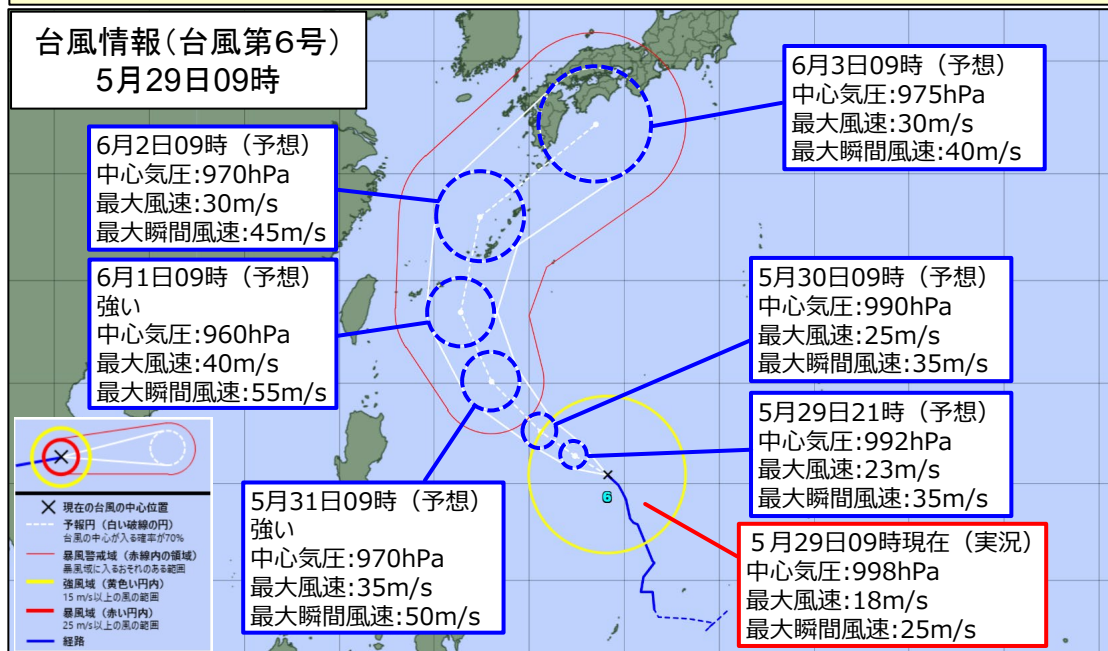 台風情報(台風第6号)
5月29日09時
6月3日09時（予想）
中心気圧:975hPa
最大風速:30m/s
最大瞬間風速:40m/s
6月2日09時（予想）
中心気圧:970hPa
最大風速:30m/s
最大瞬間風速:45m/s
6月1日09時（予想）
強い
中心気圧:960hPa
最大風速:40m/s
最大瞬間風速:55m/s
5月30日09時（予想）
中心気圧:990hPa
最大風速:25m/s
最大瞬間風速:35m/s
5月29日21時（予想）
中心気圧:992hPa
最大風速:23m/s
最大瞬間風速:35m/s
5月31日09時（予想）
強い
中心気圧:970hPa
最大風速:35m/s
最大瞬間風速:50m/s
6
５月29日09時現在（実況）
中心気圧:998hPa
最大風速:18m/s
最大瞬間風速:25m/s
現在の台風の中心位置
予報円（白い破線の円）
台風の中心が入る確率が70%
暴風警戒域（赤線内の領域）
暴風域に入るおそれのある範囲
強風域（黄色い円内）
15 m/s以上の風の範囲
暴風域（赤い円内）
25 m/s以上の風の範囲
経路